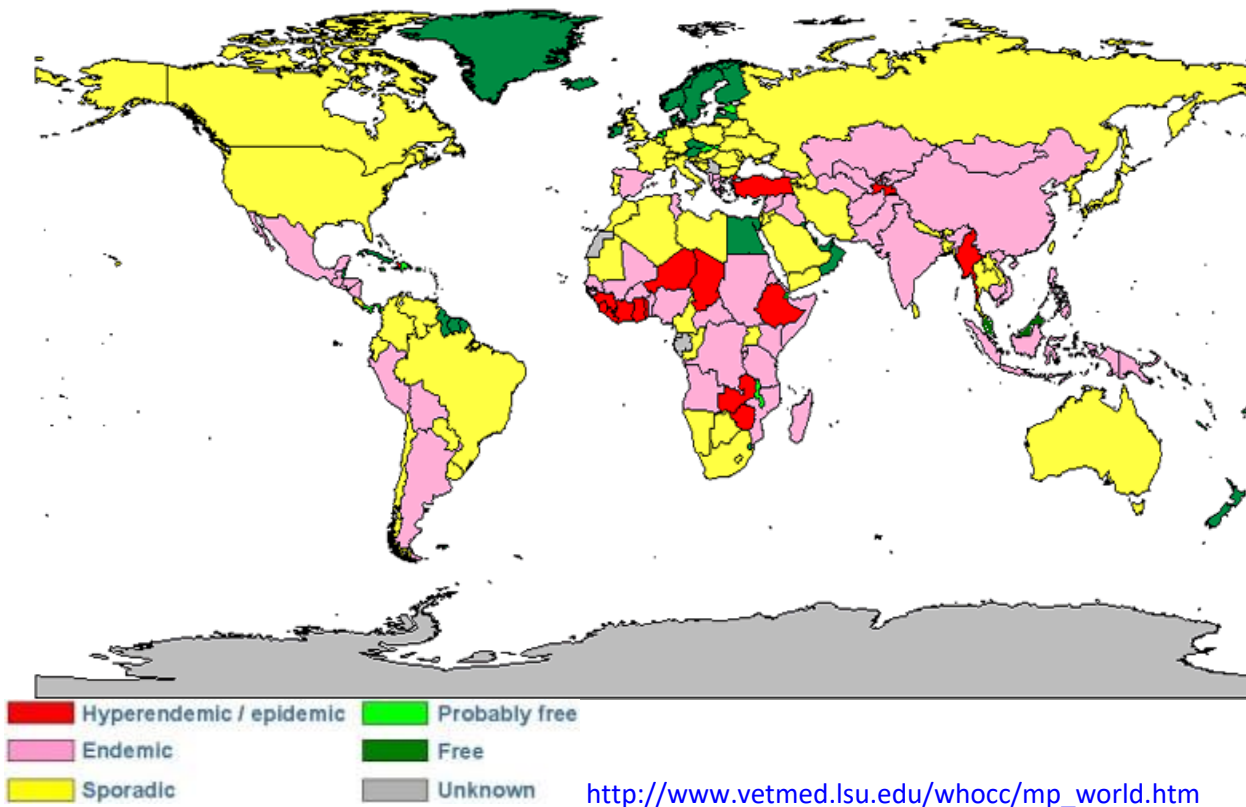 Hyperendemic / epidemic
Endemic
Sporadic
Probably free
Free
Unknown
http://www.vetmed.lsu.edu/whocc/mp_world.htm